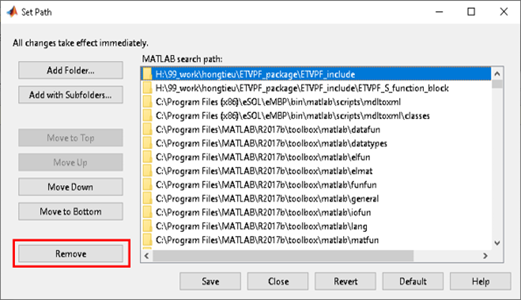 Set Path
All changes take effect immediately.
MATLAB search path:
Add Folder...
Add with Subfolders...
Move to Top
Move Up
Move Down
Move to Bottom
Remove
H:\99_work\hongtieu\ETVPF_package\ETVPF_include
H:\99_work\hongtieu\ETVPF_package\ETVPF_S_function_block
C:\Program Files (x86)\eSOL\eMBP\bin\matlab\scripts\mdltoxml
C:\Program Files (x86)\eSOL\eMBP\bin\matlab\scripts\mdltoxml\classes
C:\Program Files\MATLAB\R2017b\toolbox\matlab\datafun
C:\Program Files\MATLAB\R2017b\toolbox\matlab\datatypes
C:\Program Files\MATLAB\R2017b\toolbox\matlab\elfun
C:\Program Files\MATLAB\R2017b\toolbox\matlab\elmat
C:\Program Files\MATLAB\R2017b\toolbox\matlab\funfun
C:\Program Files\MATLAB\R2017b\toolbox\matlab\general
C:\Program Files\MATLAB\R2017b\toolbox\matlab\iofun
C:\Program Files\MATLAB\R2017b\toolbox\matlab\lang
C:\Program Files\MATLAB\R2017b\toolbox\matlab\matfun
Save
Close
Revert
Default
Help